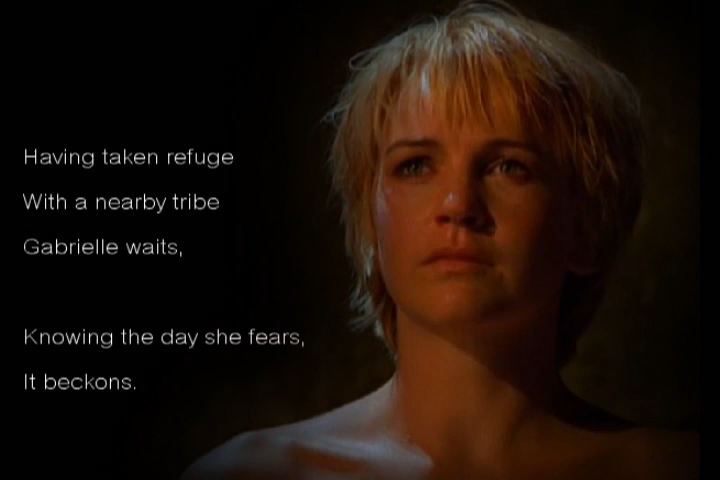 Having taken refuge
With a nearby tribe
Gabrielle waits,
Knowing the day she fears,
It beckons.